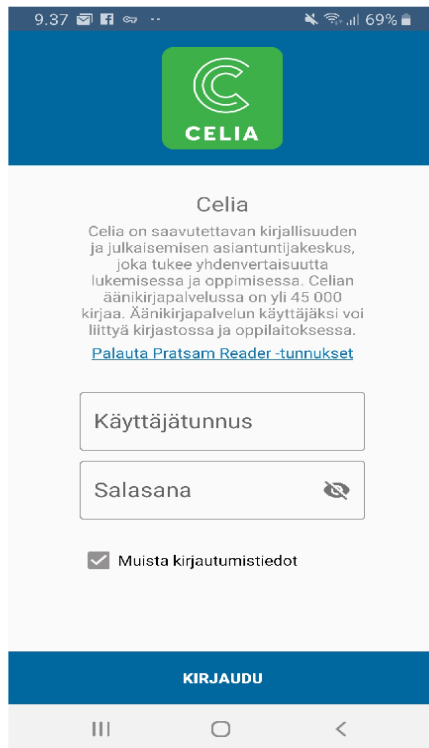 9.37 69%
CELIA
Celia
Celia on saavutettavan kirjallisuuden
ja julkaisemisen asiantuntijakeskus,
joka tukee yhdenvertaisuutta
lukemisessa ja oppimisessa. Celian
äänikirjapalvelussa on yli 45 000
kirjaa. Äänikirjapalvelun käyttäjäksi voi
liittyä kirjastossa ja oppilaitoksessa.
Palauta Pratsam Reader -tunnukset
Käyttäjätunnus
Salasana
Muista kirjautumistiedot
KIRJAUDU